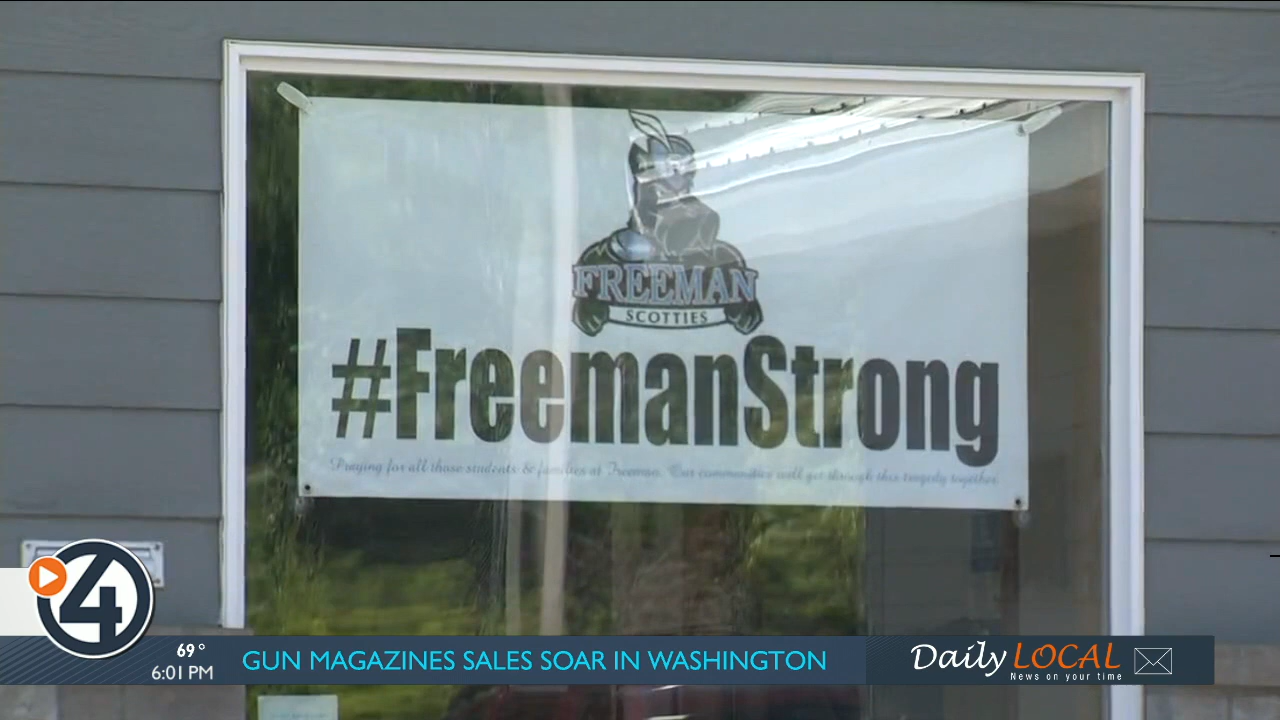 FREEMAN
SCOTTIES
#FreemanStrong
Praying for all those students & families at Freeman. Our communities will get through this tragedy together.
4
69°
6:01 PM
GUN MAGAZINES SALES SOAR IN WASHINGTON
Daily LOCAL
News on your time